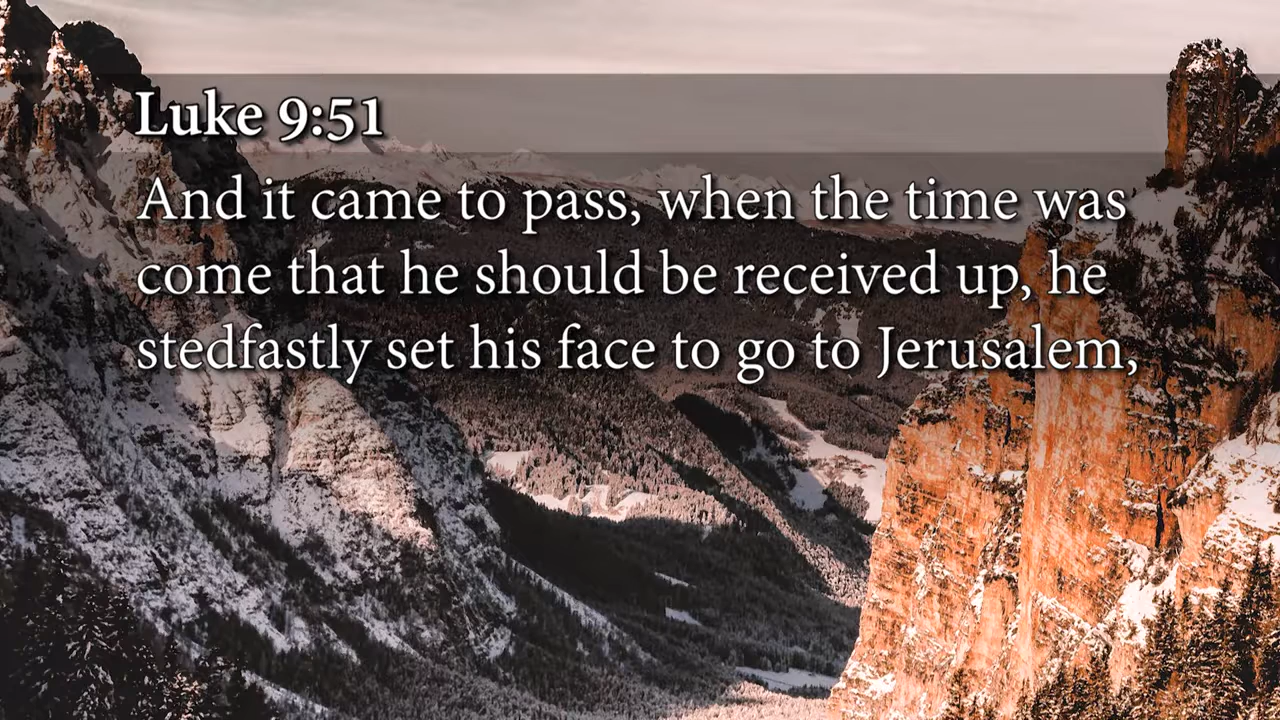 Luke 9:51
And it came to pass, when the time was
come that he should be received up, he
stedfastly set his face to go to Jerusalem,